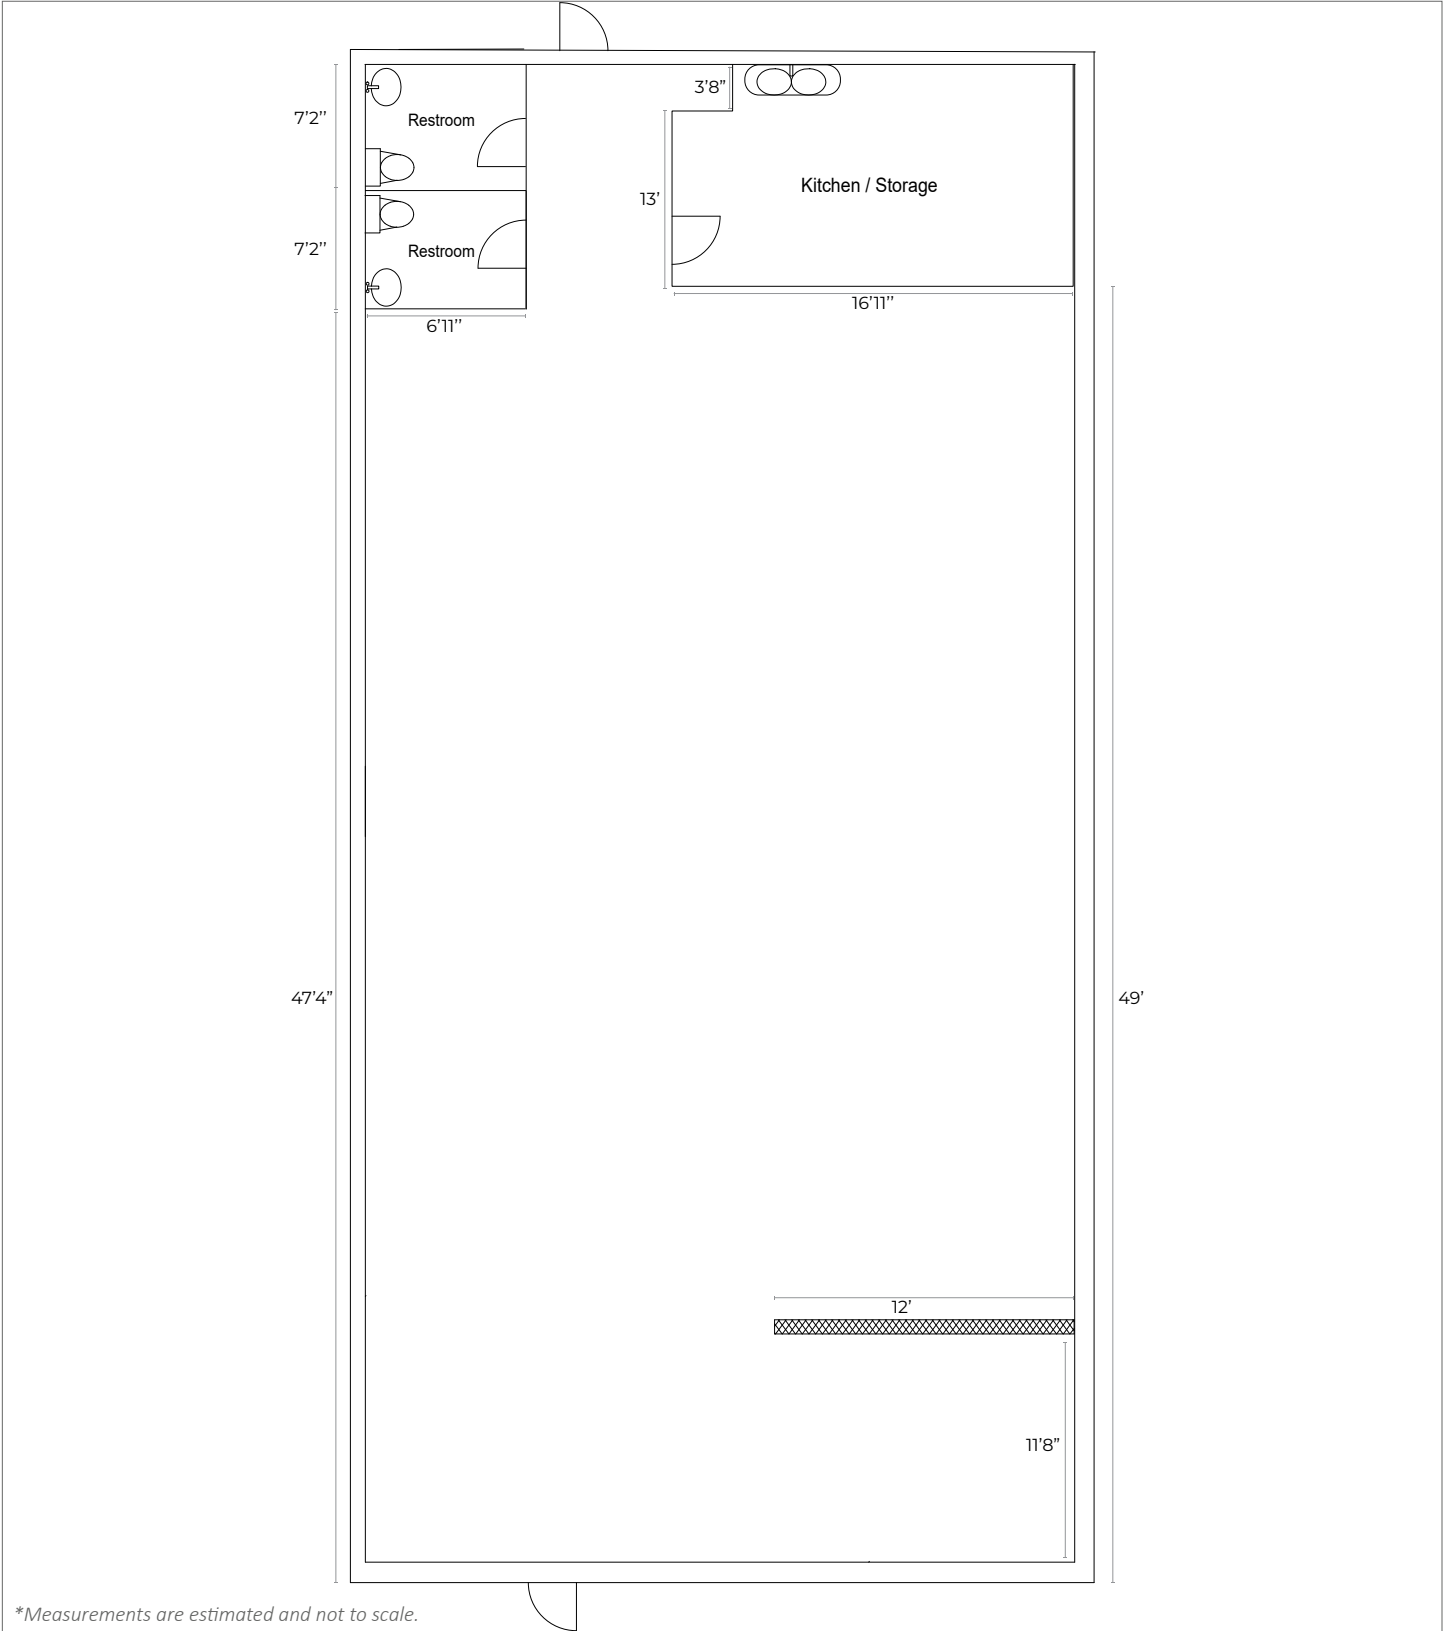 3'8”
7'2’’
Restroom
Kitchen / Storage
13'
7'2’’
Restroom
16'11’’
6'11’’
47'4”
49'
12'
11'8”
*Measurements are estimated and not to scale.